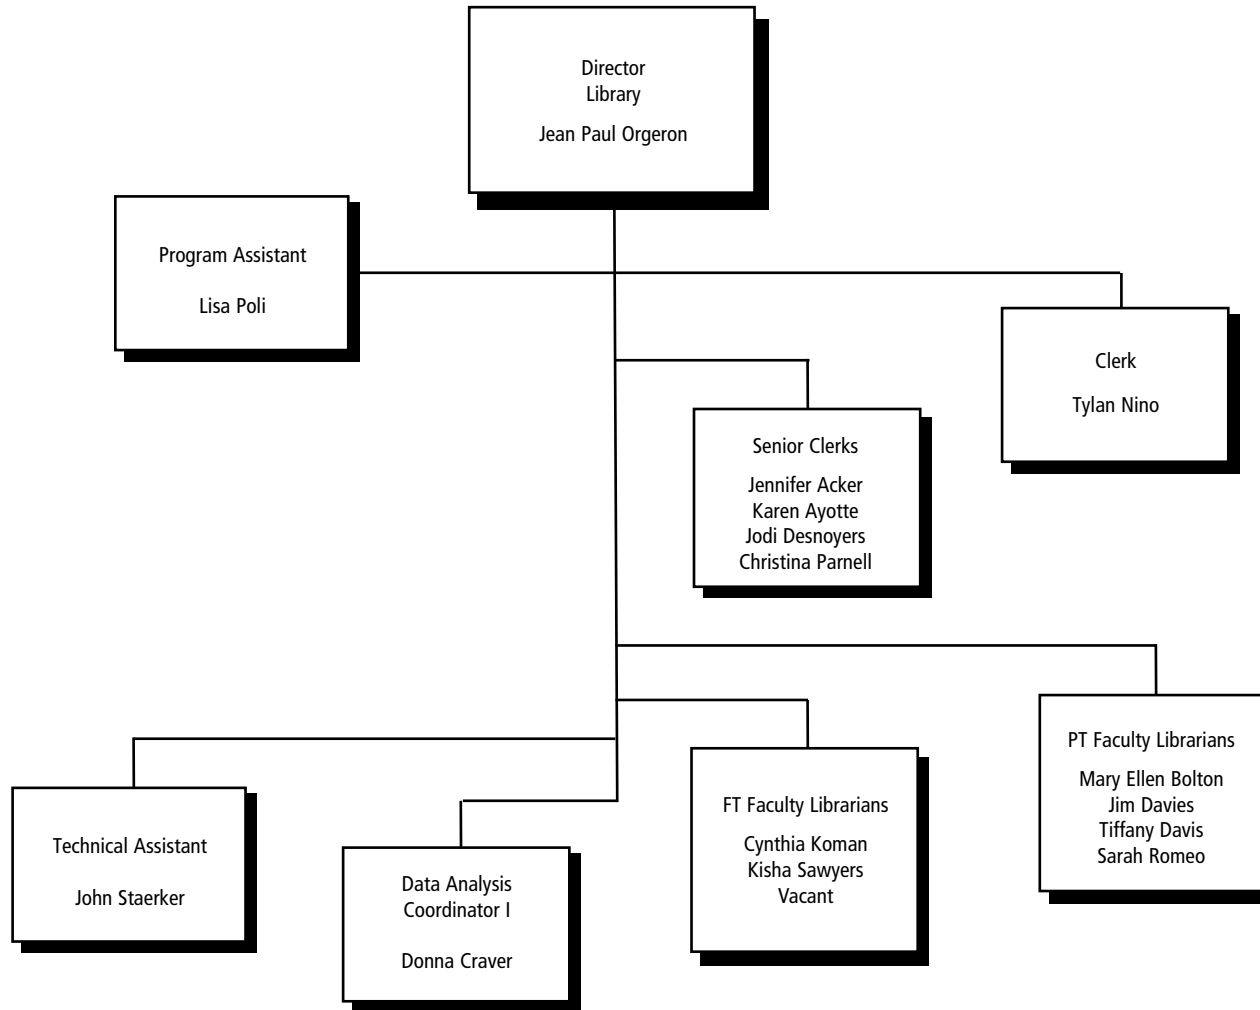 Director
Library
Jean Paul Orgeron
Program Assistant
Lisa Poli
Clerk
Tylan Nino
Senior Clerks
Jennifer Acker
Karen Ayotte
Jodi Desnoyers
Christina Parnell
PT Faculty Librarians
Mary Ellen Bolton
Jim Davies
Tiffany Davis
Sarah Romeo
FT Faculty Librarians
Cynthia Koman
Kisha Sawyers
Vacant
Technical Assistant
John Staerker
Data Analysis
Coordinator I
Donna Craver